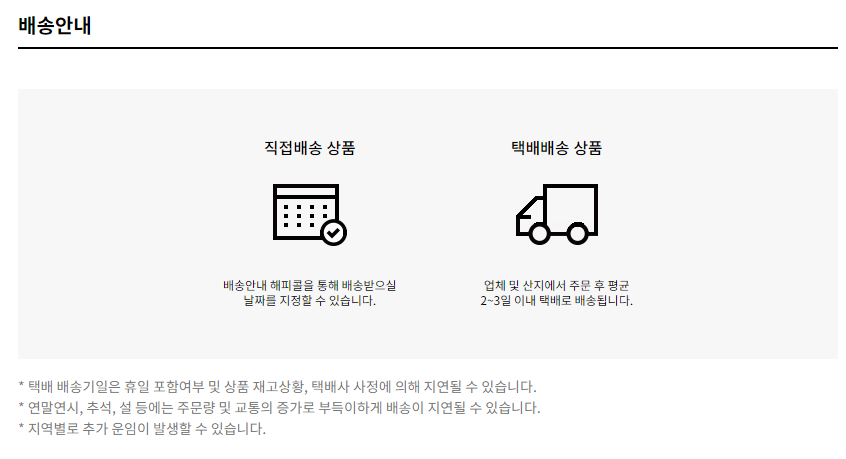 배송안내
직접배송 상품
택배배송 상품
배송안내 해피콜을 통해 배송받으실
날짜를 지정할 수 있습니다.
업체 및 산지에서 주문 후 평균
2~3일 이내 택배로 배송됩니다.
* 택배 배송기일은 휴일 포함여부 및 상품 재고상황, 택배사 사정에 의해 지연될 수 있습니다.
* 연말연시, 추석, 설 등에는 주문량 및 교통의 증가로 부득이하게 배송이 지연될 수 있습니다.
* 지역별로 추가 운임이 발생할 수 있습니다.